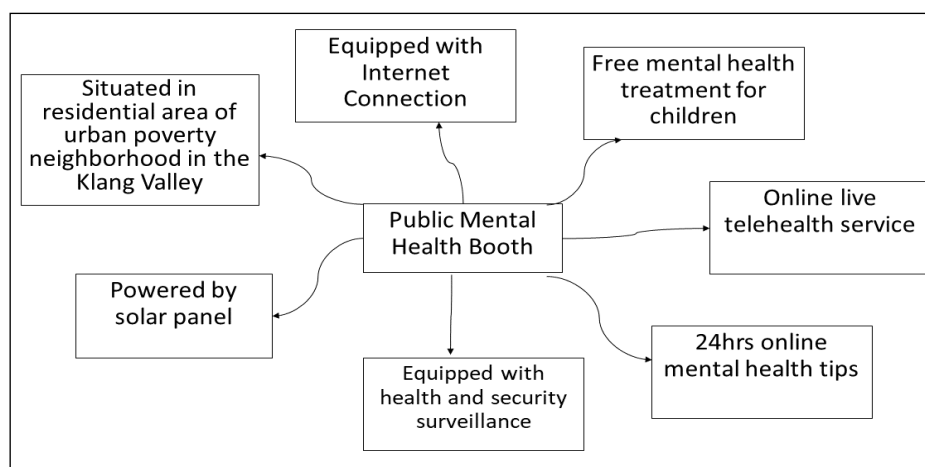 Equipped with
Internet
Connection
Free mental health
treatment for
children
Situated in
residential area of
urban poverty
neighborhood in the
Klang Valley
Public Mental
Health Booth
Online live
telehealth service
Powered by
solar panel
24hrs online
mental health tips
Equipped with
health and security
surveillance